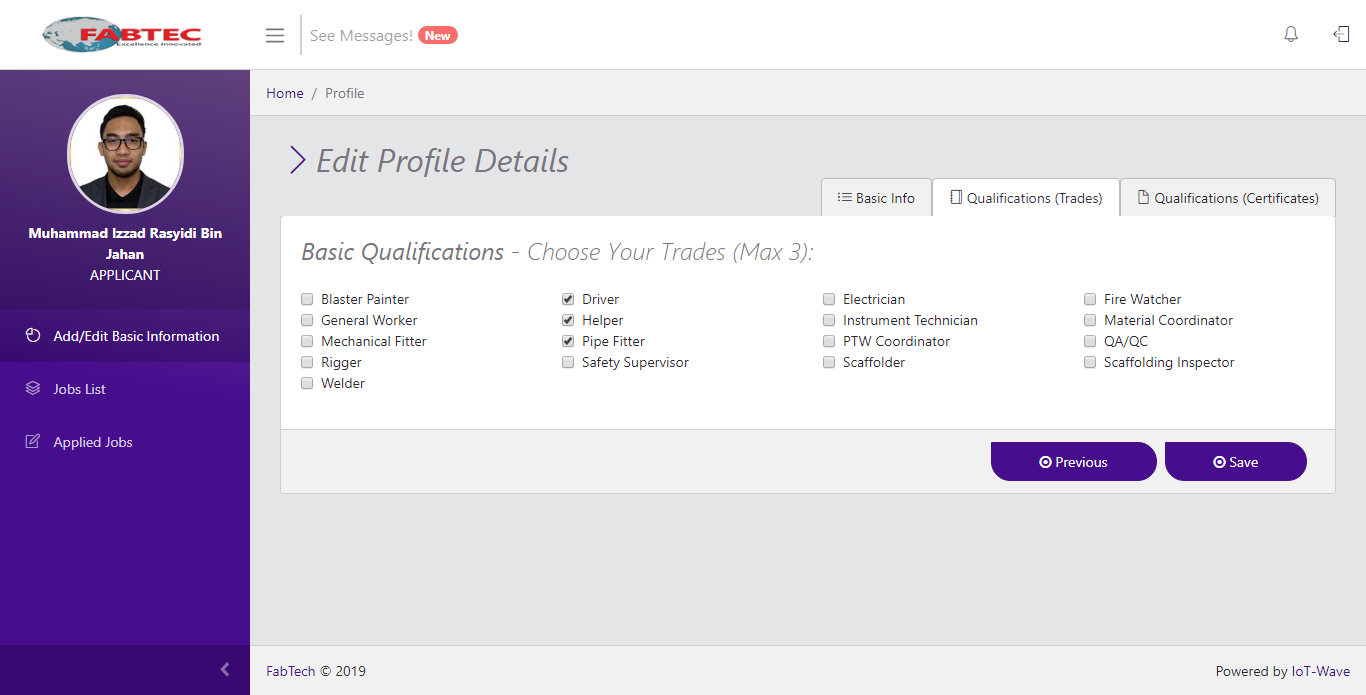 FABTEC
Excellence Innovated
See Messages! New
Muhammad Izzad Rasyidi Bin
Jahan
APPLICANT
Add/Edit Basic Information
Jobs List
Applied Jobs
Home / Profile
Edit Profile Details
Basic Info
Qualifications (Trades)
Qualifications (Certificates)
Basic Qualifications - Choose Your Trades (Max 3):
Blaster Painter Driver Electrician Fire Watcher
General Worker Helper Instrument Technician Material Coordinator
Mechanical Fitter Pipe Fitter PTW Coordinator QA/QC
Rigger Safety Supervisor Scaffolder Scaffolding Inspector
Welder
Previous Save
FabTech © 2019 Powered by IoT-Wave